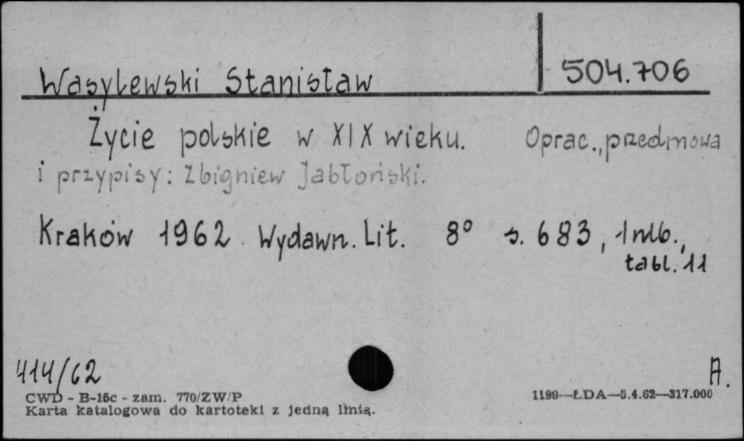 Wasylewski Stanisław 504.706
Życie polskie w XIX wieku. Oprac., przedmowa
i przypisy: Zbigniew Jabłoński.
Kraków 1962 Wydawn. Lit. 8° s. 683, 1 nlb.,
tabl. 11
414/62 A.
CWD - B-16c - zam. 770/ZW/P 1189—ŁDA—5.4.62—317.000
Karta katalogowa do kartoteki z jedną linią.